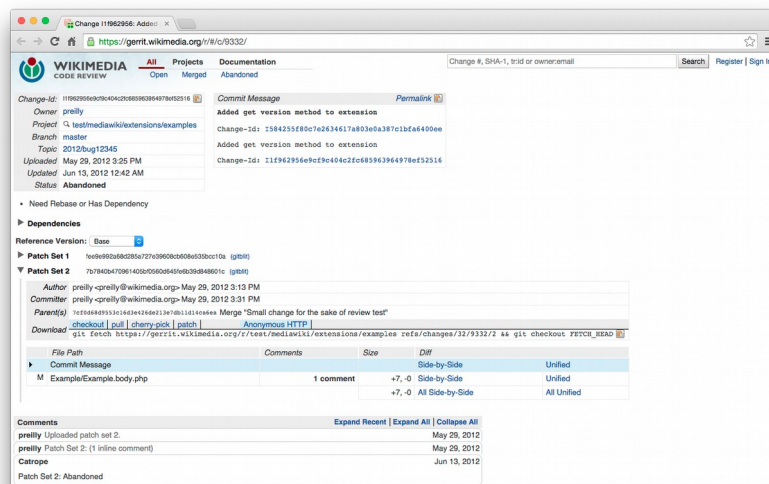 Change I1f962956: Added
https://gerrit.wikimedia.org/r/#/c/9332/
WIKIMEDIA
CODE REVIEW
All Projects Documentation
Open Merged Abandoned
Change #, SHA-1, tr:id or owner:email Search Register | Sign In
Change-Id: I1f962956e9cf9c404c2fc685963964978ef52516
Owner preilly
Project test/mediawiki/extensions/examples
Branch master
Topic 2012/bug12345
Uploaded May 29, 2012 3:25 PM
Updated Jun 13, 2012 12:42 AM
Status Abandoned
Commit Message Permalink
Added get version method to extension
Change-Id: I584255f80c7e2634617a803e0a387c1bfa6400ee
Added get version method to extension
Change-Id: I1f962956e9cf9c404c2fc685963964978ef52516
Need Rebase or Has Dependency
Dependencies
Reference Version: Base
Patch Set 1 fee9e992a68d285a727e39608cb608e535bcc10a (gitblit)
Patch Set 2 7b7840b470961405bf0560d645fe6b39d848601c (gitblit)
Author preilly <preilly@wikimedia.org> May 29, 2012 3:13 PM
Committer preilly <preilly@wikimedia.org> May 29, 2012 3:31 PM
Parent(s) 7cf0d68d9553c16d3e426de213e7db11d14ca6ea Merge "Small change for the sake of review test"
Download checkout | pull | cherry-pick | patch | Anonymous HTTP |
git fetch https://gerrit.wikimedia.org/r/test/mediawiki/extensions/examples refs/changes/32/9332/2 && git checkout FETCH_HEAD
File Path Comments Size Diff
Commit Message Side-by-Side Unified
M Example/Example.body.php 1 comment +7, -0 Side-by-Side Unified
+7, -0 All Side-by-Side All Unified
Comments Expand Recent | Expand All | Collapse All
preilly Uploaded patch set 2. May 29, 2012
preilly Patch Set 2: (1 inline comment) May 29, 2012
Catrope Jun 13, 2012
Patch Set 2: Abandoned